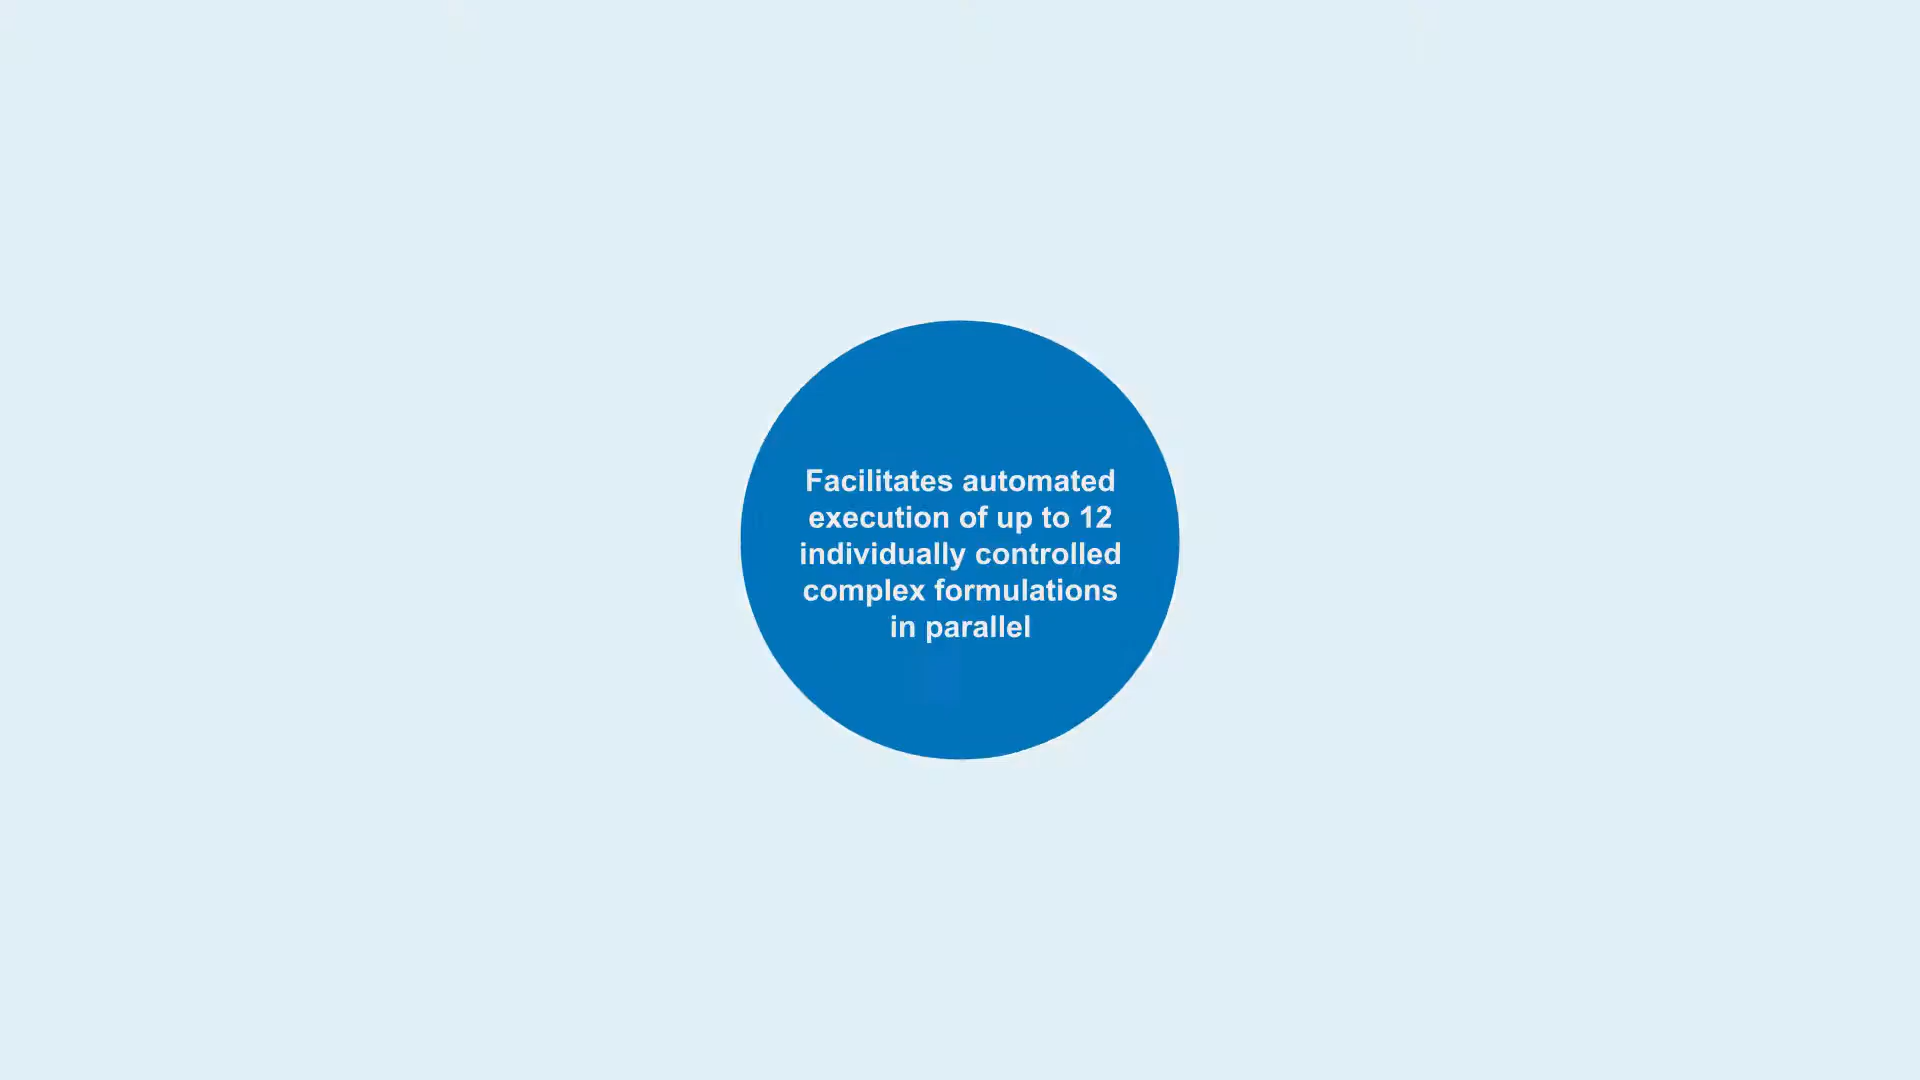 Facilitates automated
execution of up to 12
individually controlled
complex formulations
in parallel